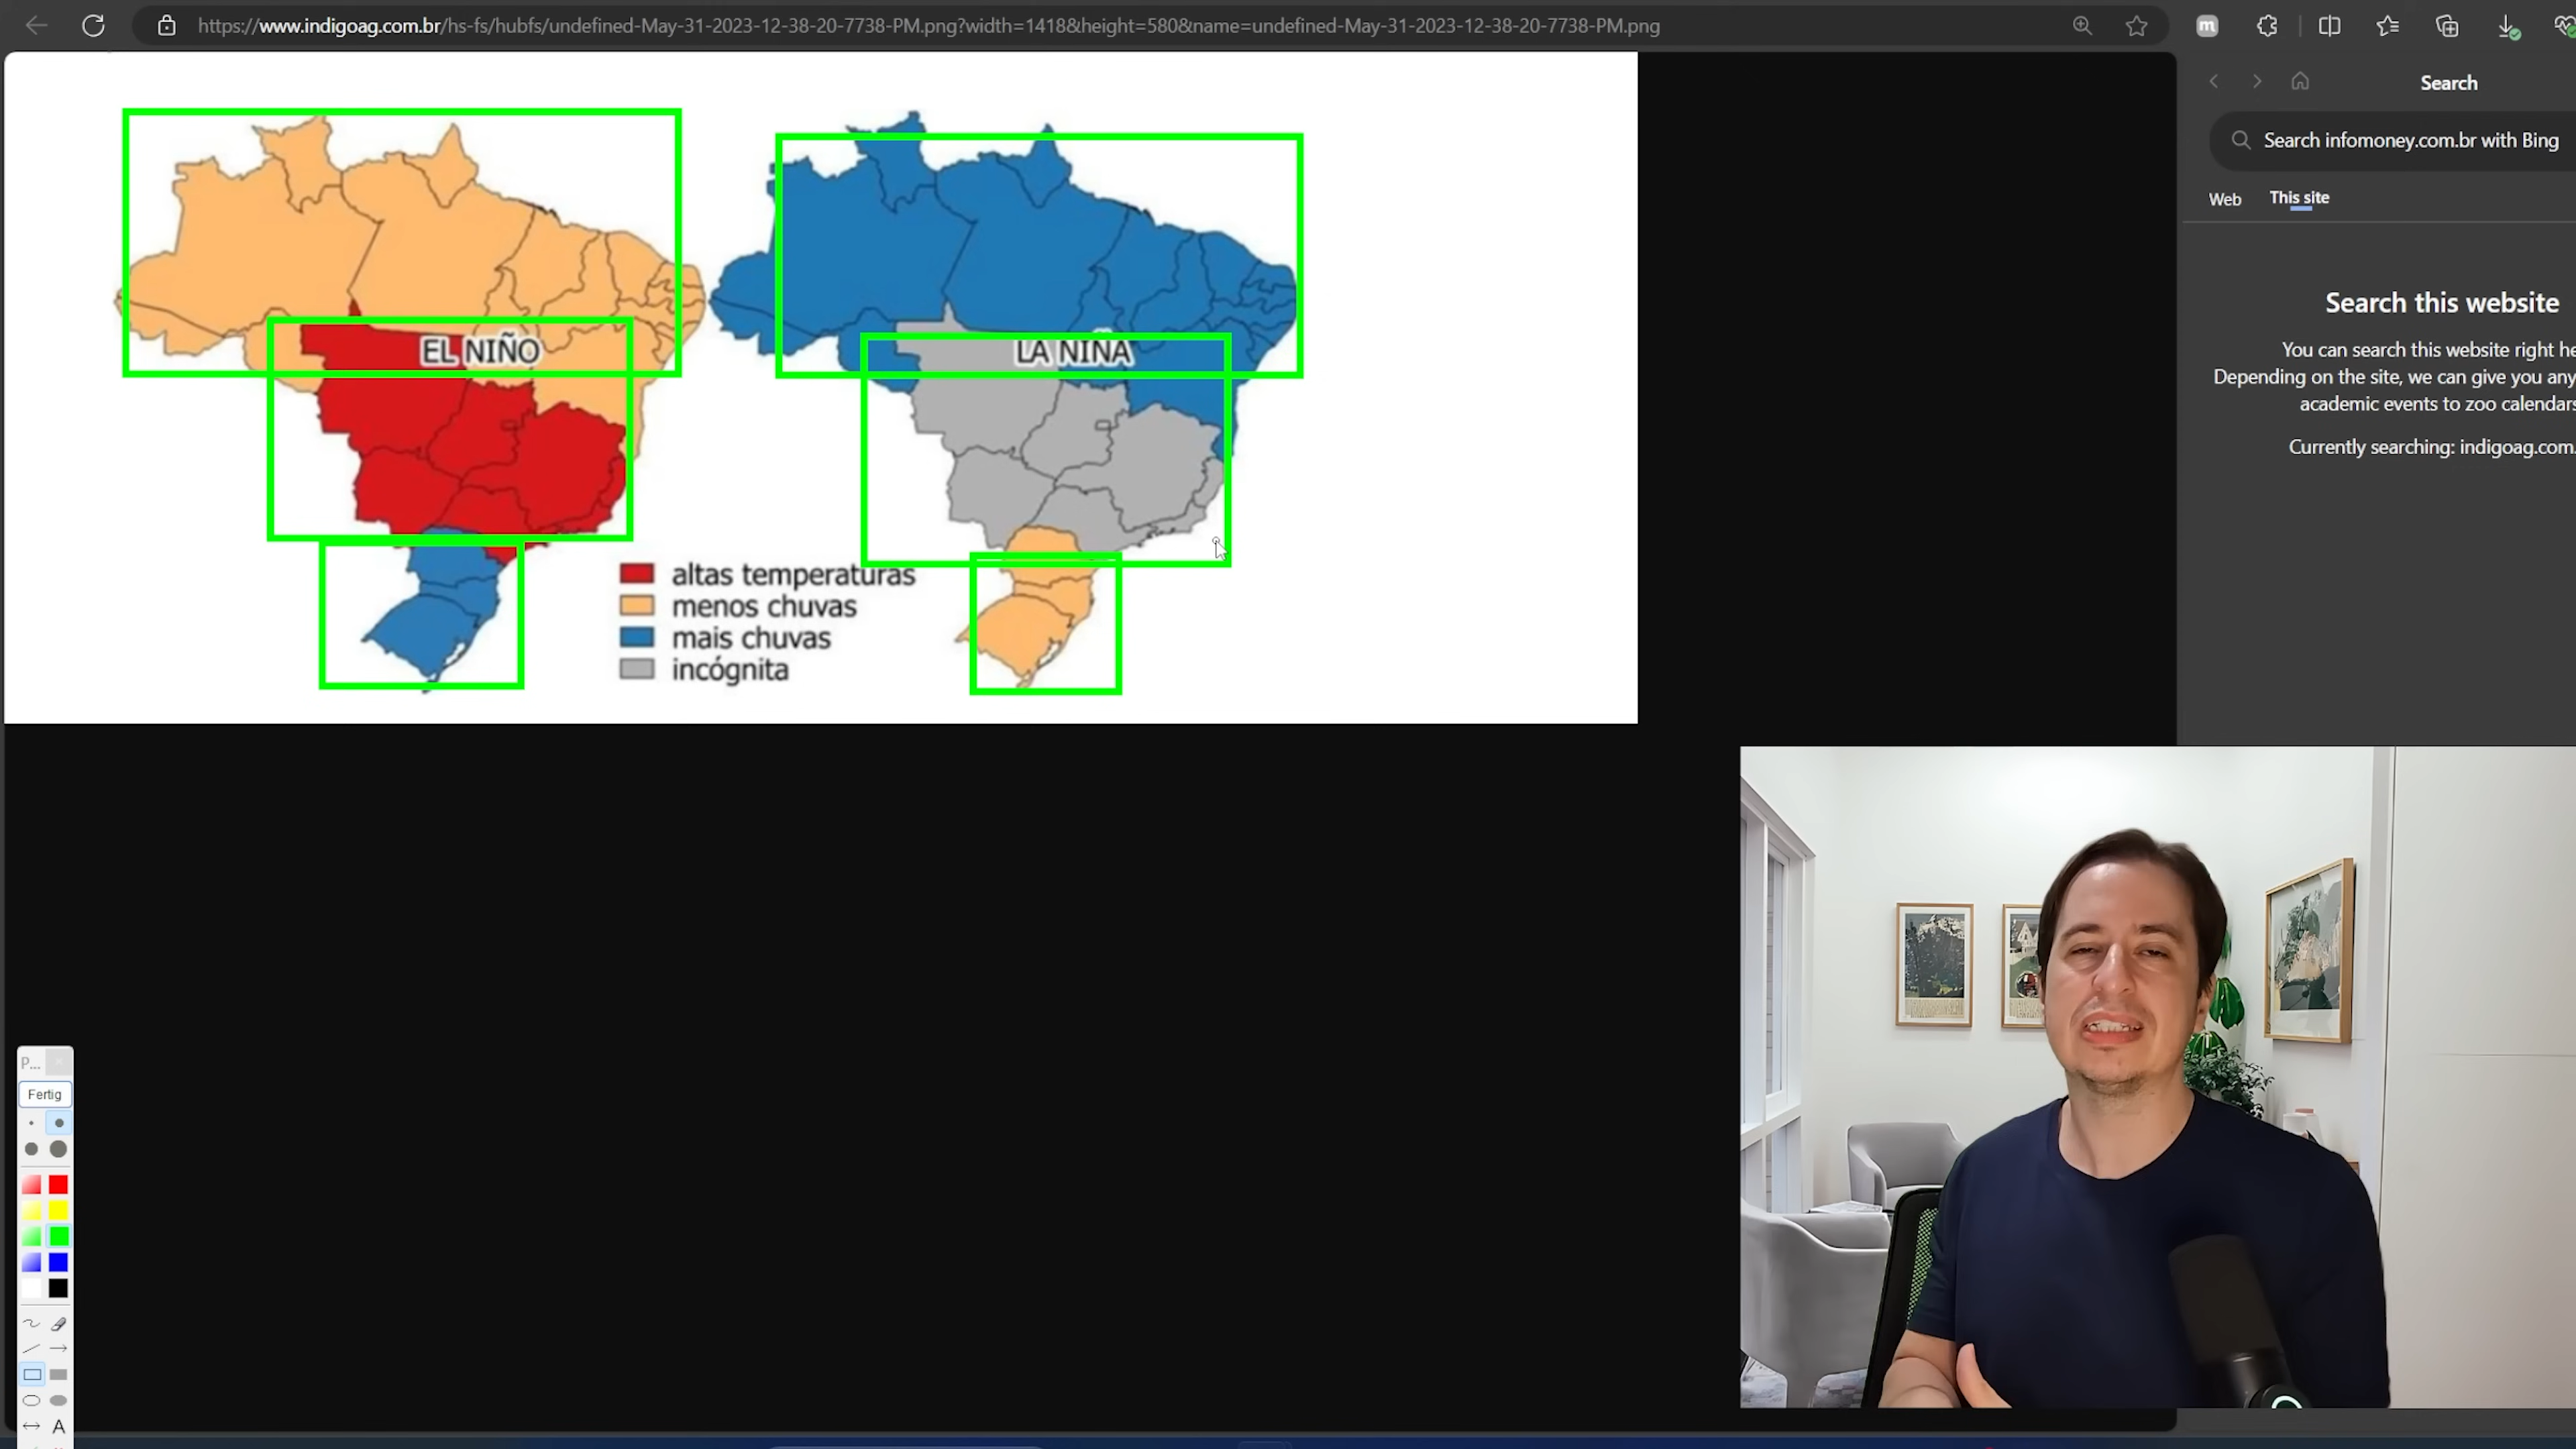 https://www.indigoag.com.br/hs-fs/hubfs/undefined-May-31-2023-12-38-20-7738-PM.png?width=1418&height=580&name=undefined-May-31-2023-12-38-20-7738-PM.png
m
Search
Search infomoney.com.br with Bing
Web
This site
Search this website
You can search this website right he
Depending on the site, we can give you any
academic events to zoo calendars
Currently searching: indigoag.com.
EL NIÑO
LA NIÑA
altas temperaturas
menos chuvas
mais chuvas
incógnita
P...
Fertig
A